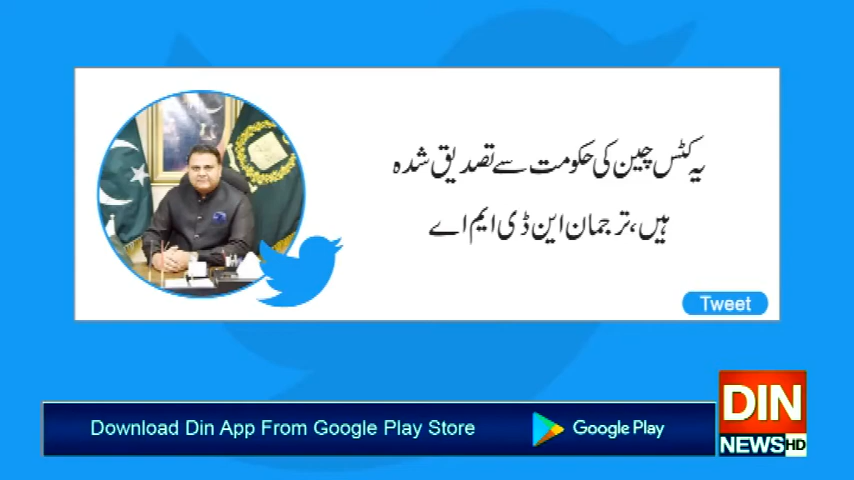 یہ کٹس چین کی حکومت سے تصدیق شدہ
ہیں، ترجمان این ڈی ایم اے
Tweet
Download Din App From Google Play Store
Google Play
DIN
NEWS HD